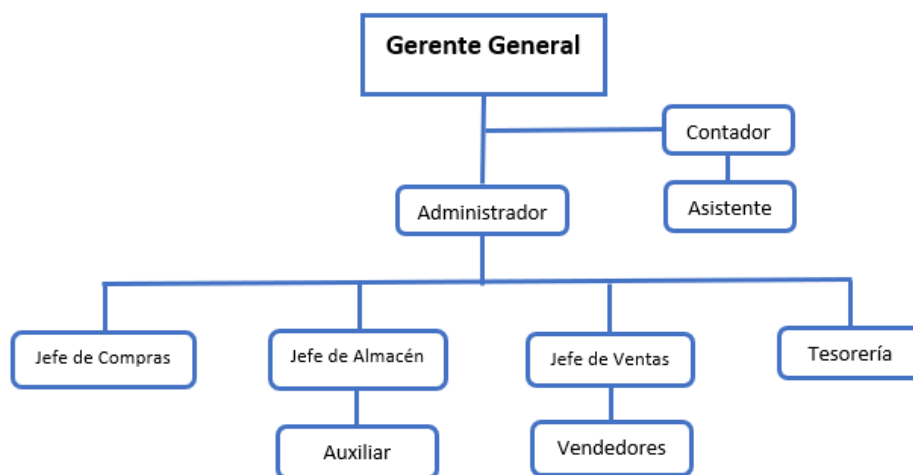 Gerente General
Contador
Asistente
Administrador
Jefe de Compras
Jefe de Almacén
Jefe de Ventas
Tesorería
Auxiliar
Vendedores